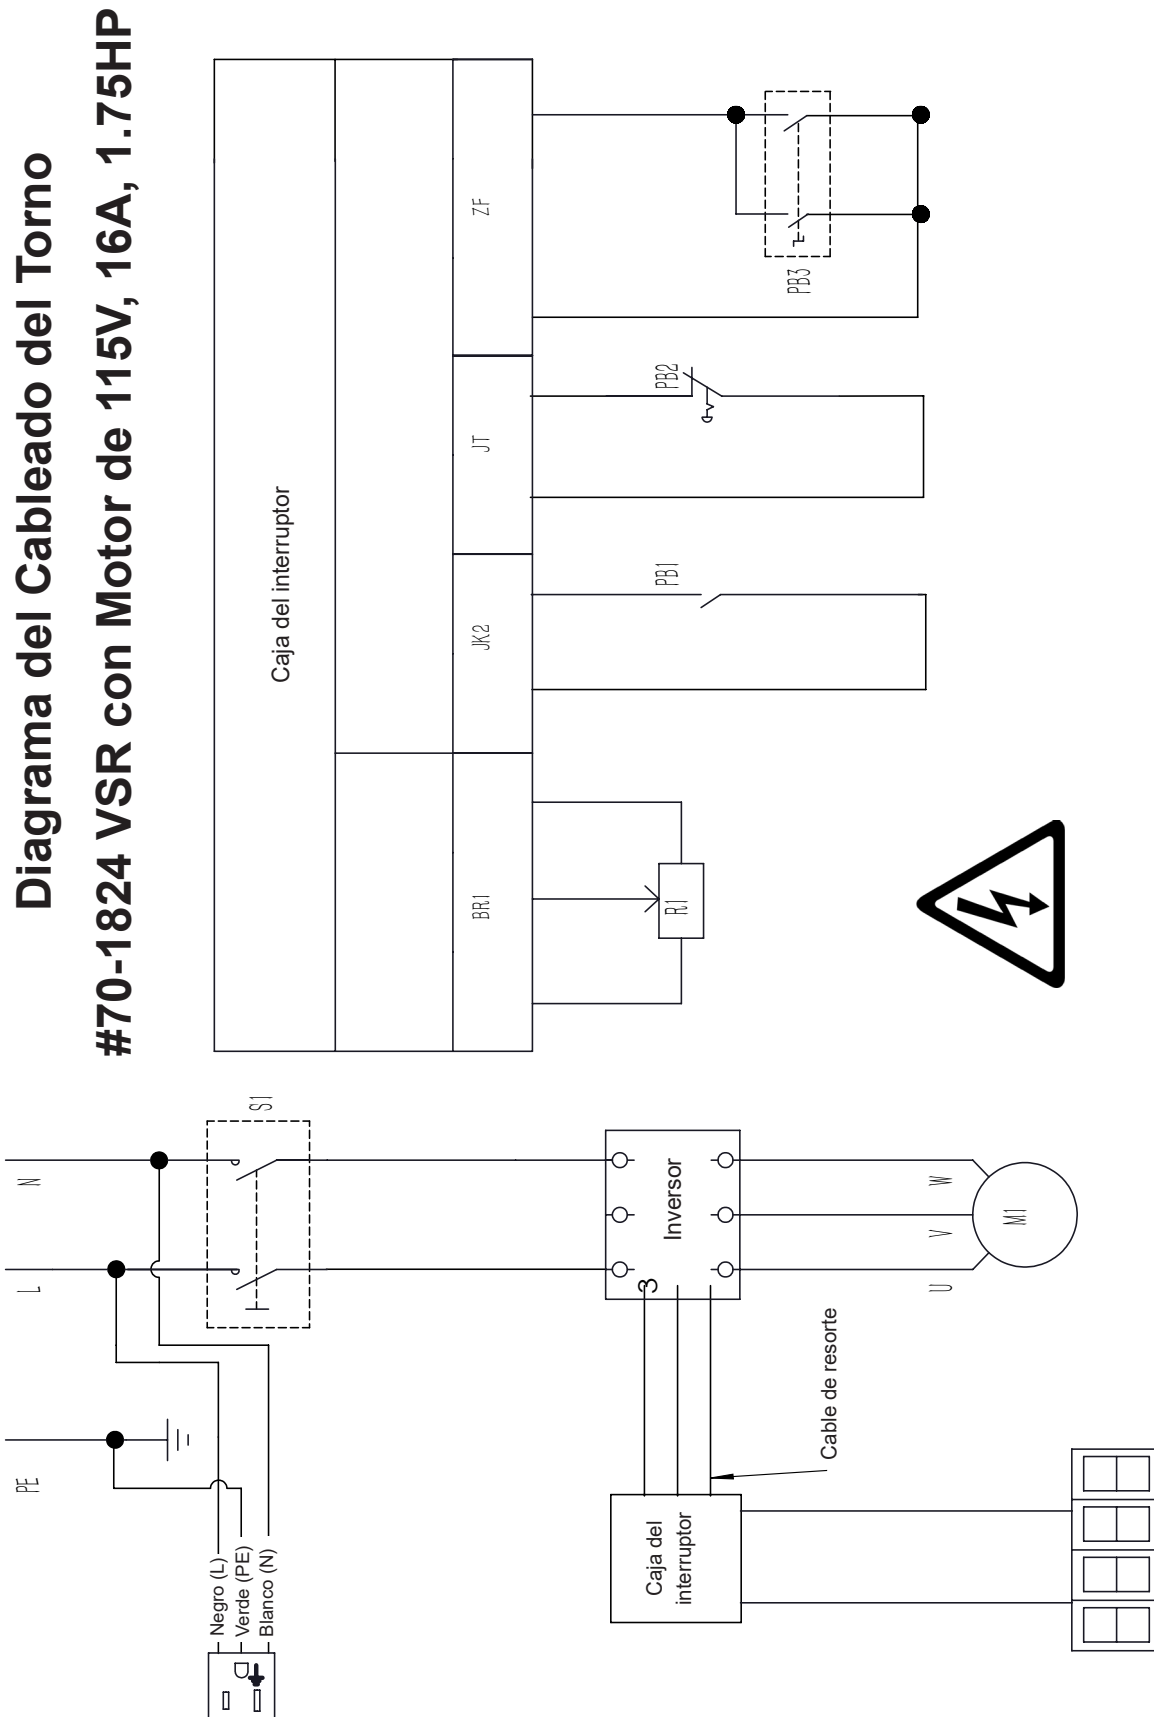 Diagrama del Cableado del Torno
#70-1824 VSR con Motor de 115V, 16A, 1.75HP
PE
L
N
S1
Negro (L)
Verde (PE)
Blanco (N)
Caja del interruptor
BR1
JK2
JT
ZF
R1
PB1
PB2
PB3
Caja del
interruptor
3
Inversor
Cable de resorte
U
V
W
M1